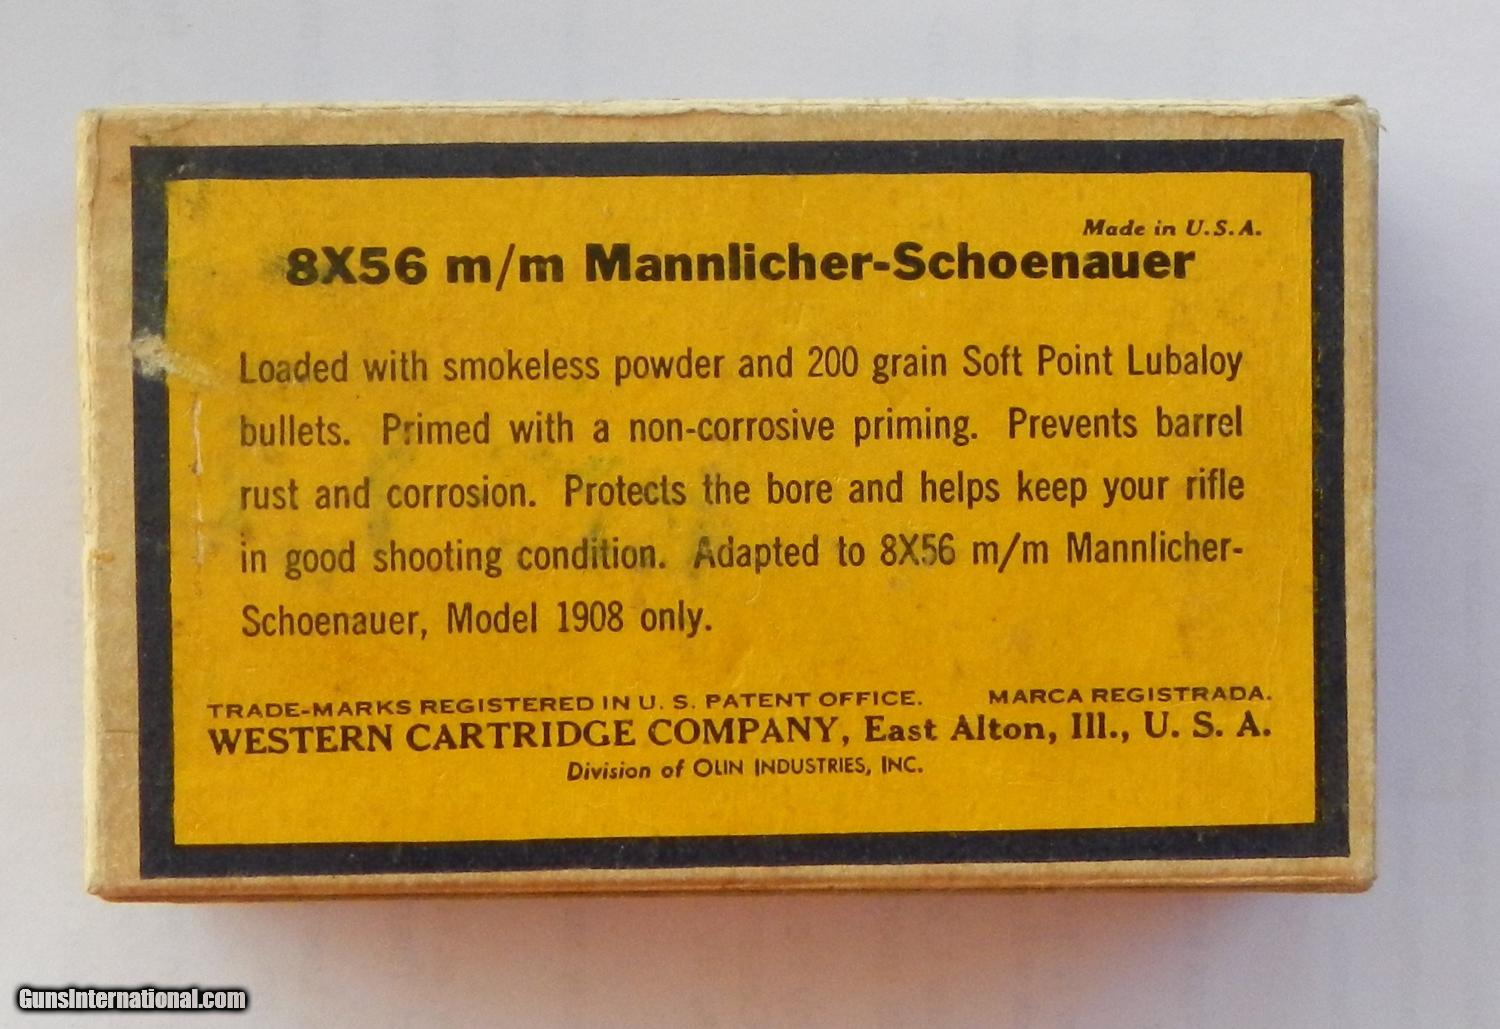 Made in U.S.A.
8X56 m/m Mannlicher-Schoenauer
Loaded with smokeless powder and 200 grain Soft Point Lubaloy
bullets. Primed with a non-corrosive priming. Prevents barrel
rust and corrosion. Protects the bore and helps keep your rifle
in good shooting condition. Adapted to 8X56 m/m Mannlicher-
Schoenauer, Model 1908 only.
TRADE-MARKS REGISTERED IN U. S. PATENT OFFICE. MARCA REGISTRADA.
WESTERN CARTRIDGE COMPANY, East Alton, Ill., U. S. A.
Division of OLIN INDUSTRIES, INC.
GunsInternational.com